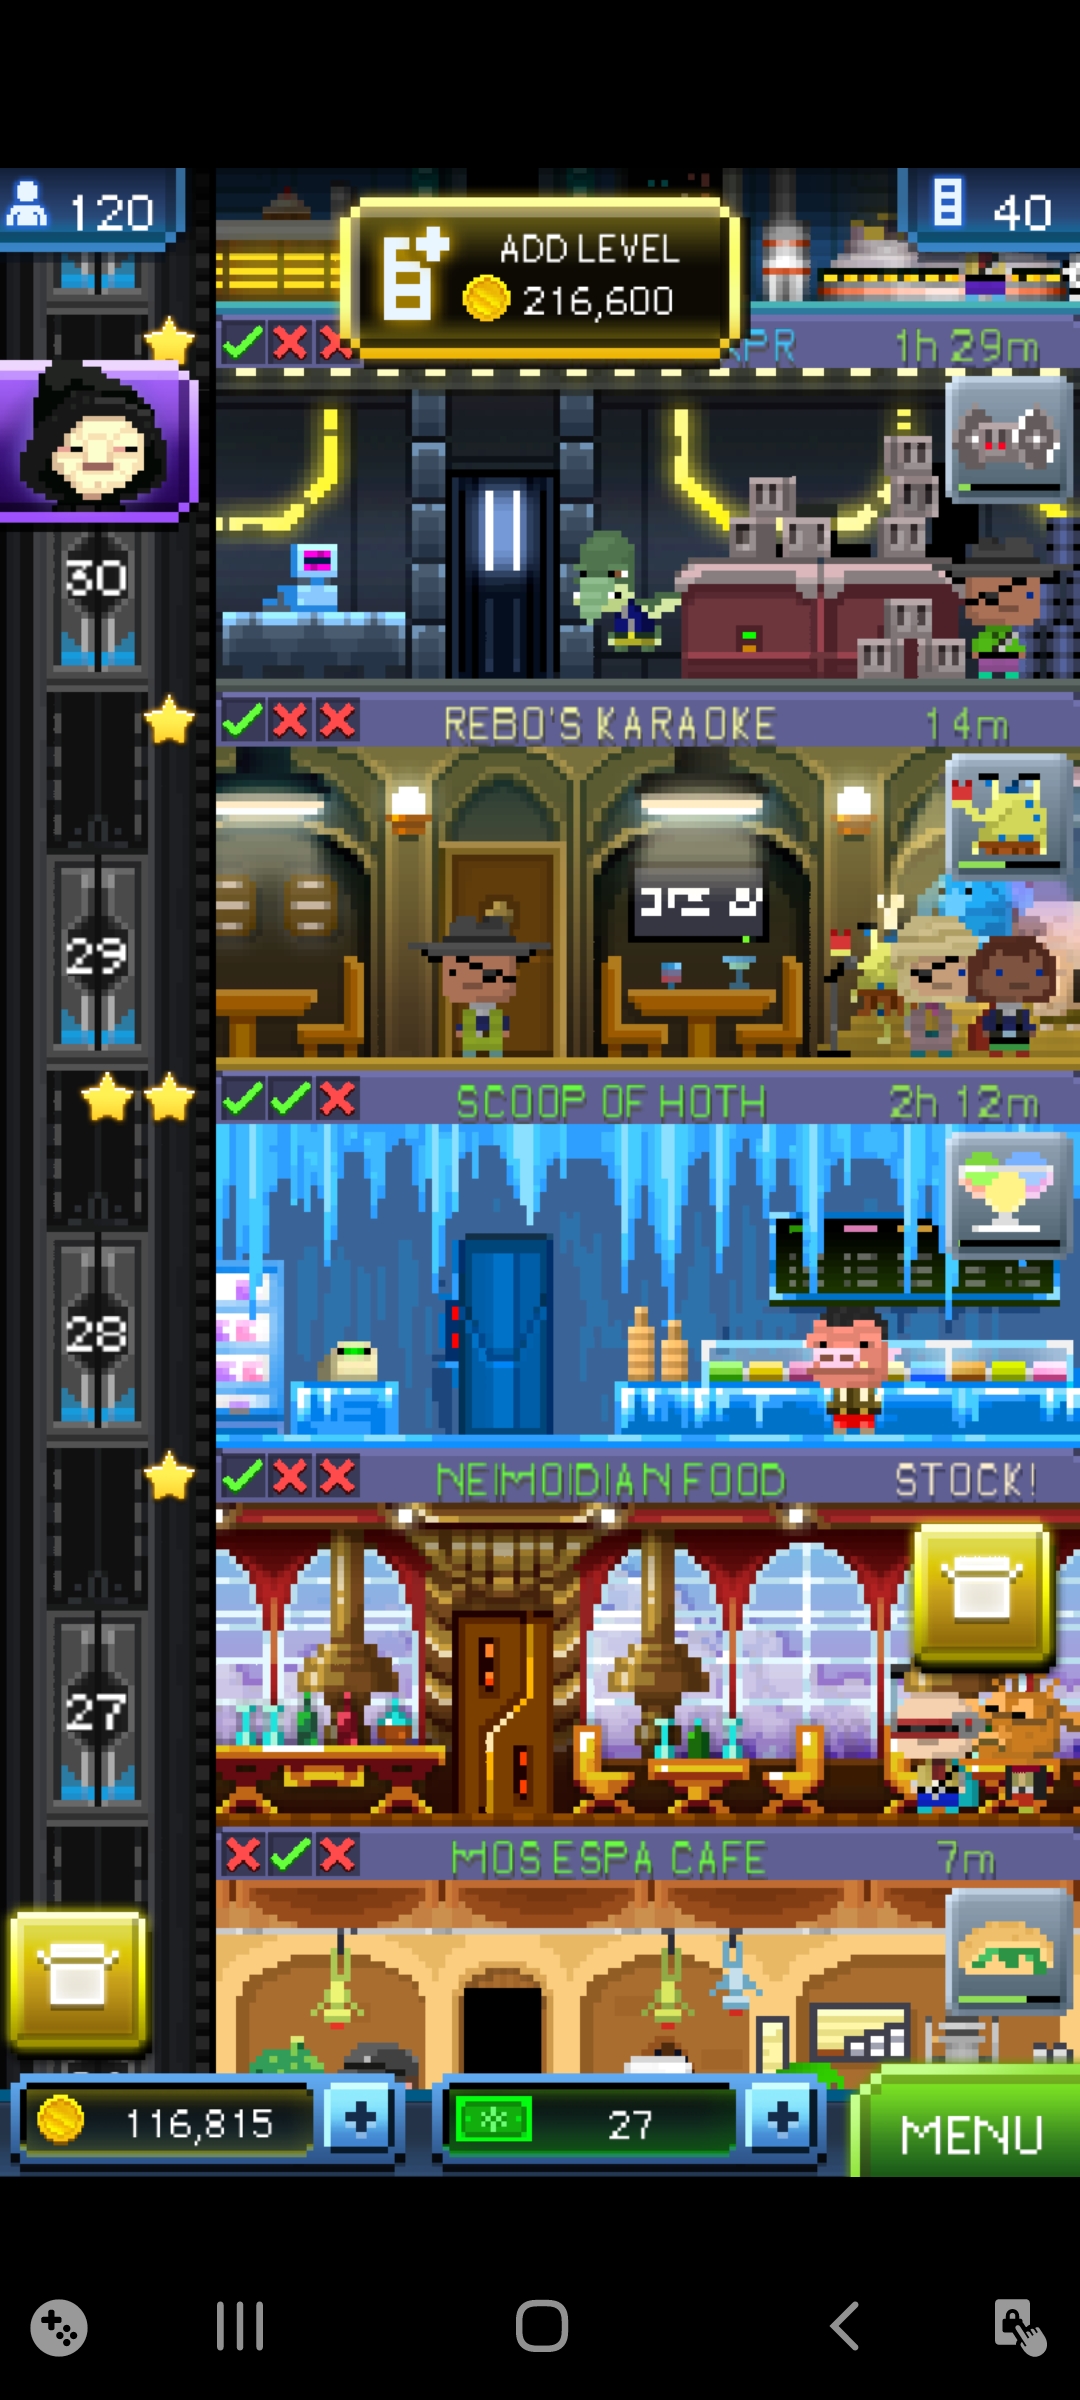 120
40
ADD LEVEL
216,600
1h 29m
30
REBO'S KARAOKE 14m
29
SCOOP OF HOTH 2h 12m
28
NEIMOIDIAN FOOD STOCK!
27
MOS ESPA CAFE 7m
116,815
27
MENU